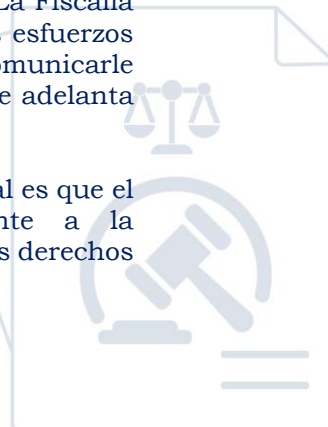 La Fiscalía
esfuerzos
omunicarle
e adelanta
al es que el
nte a la
s derechos